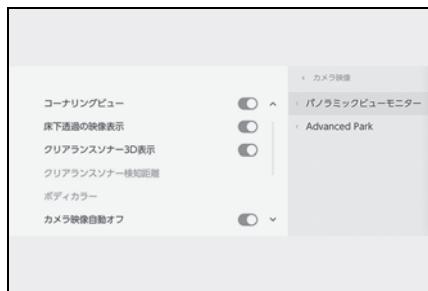 コーナリングビュー
床下透過の映像表示
クリアランスソナー3D表示
クリアランスソナー検知距離
ボディカラー
カメラ映像自動オフ
カメラ映像
パノラミックビューモニター
Advanced Park